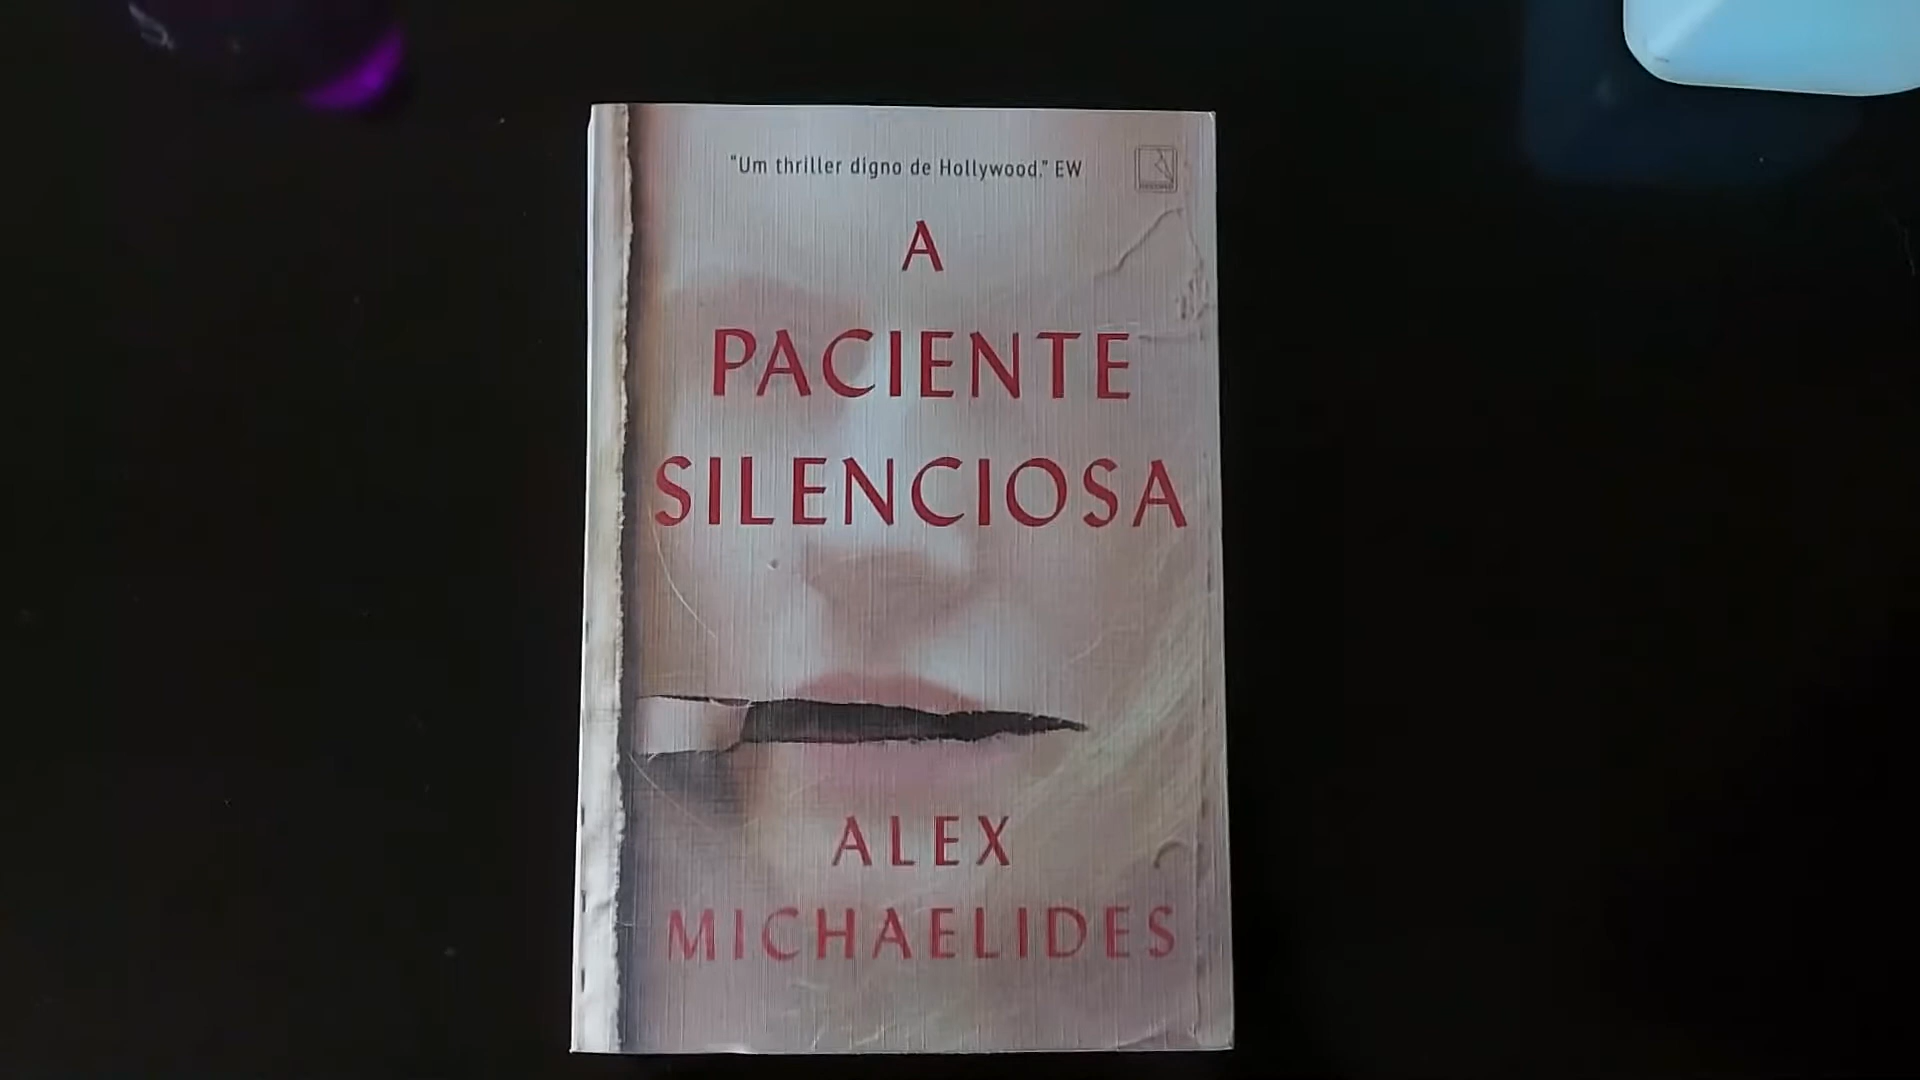 "Um thriller digno de Hollywood." EW
A
PACIENTE
SILENCIOSA
ALEX
MICHAELIDES